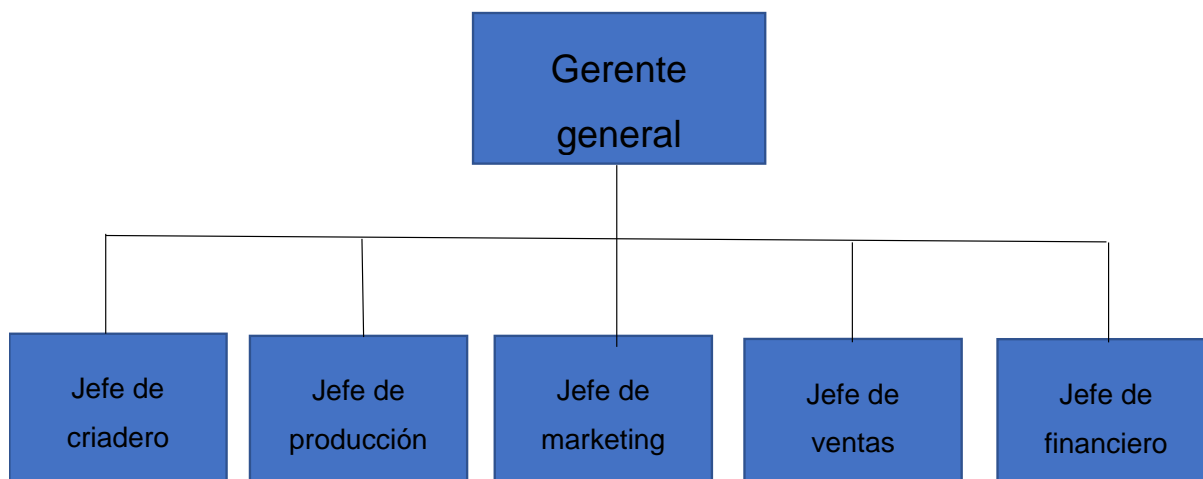 Gerente
general
Jefe de
criadero
Jefe de
producción
Jefe de
marketing
Jefe de
ventas
Jefe de
financiero